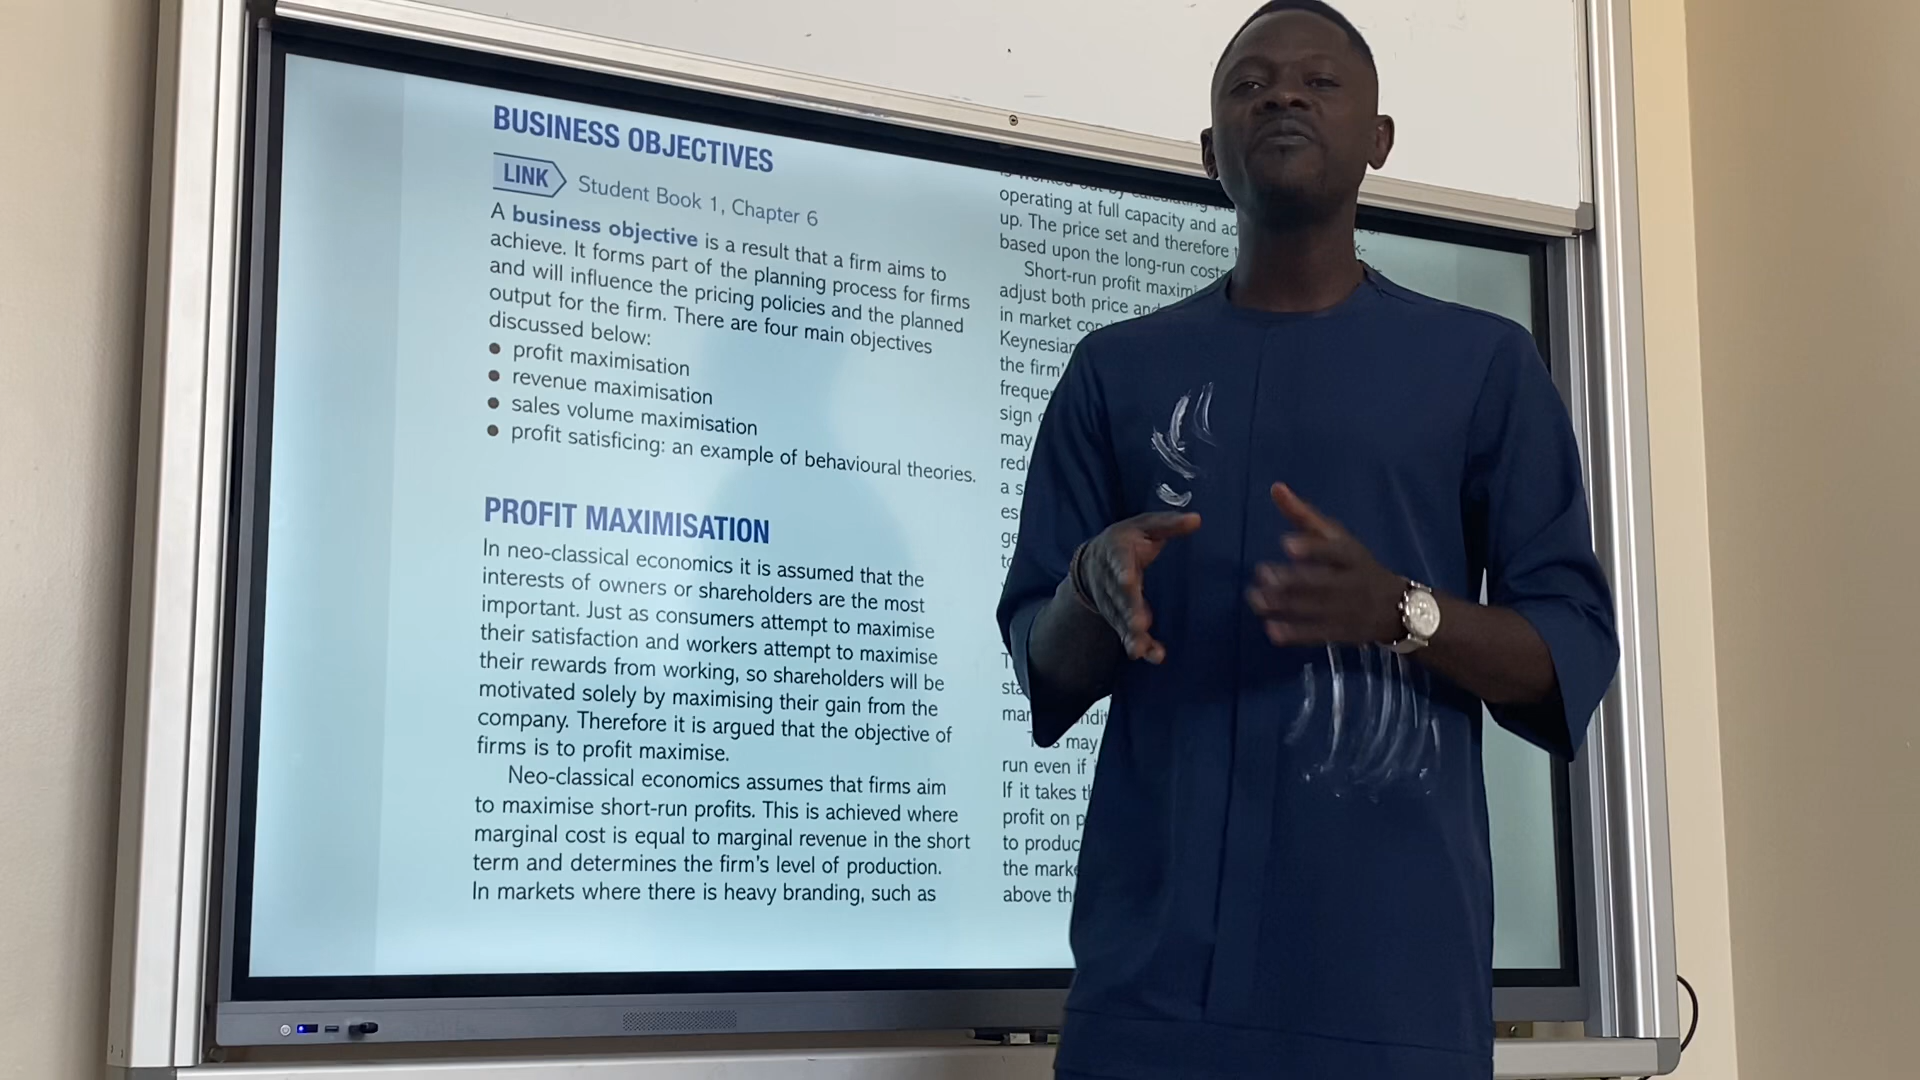 BUSINESS OBJECTIVES
LINK Student Book 1, Chapter 6
A business objective is a result that a firm aims to
achieve. It forms part of the planning process for firms
and will influence the pricing policies and the planned
output for the firm. There are four main objectives
discussed below:
● profit maximisation
● revenue maximisation
● sales volume maximisation
● profit satisficing: an example of behavioural theories.
PROFIT MAXIMISATION
In neo-classical economics it is assumed that the
interests of owners or shareholders are the most
important. Just as consumers attempt to maximise
their satisfaction and workers attempt to maximise
their rewards from working, so shareholders will be
motivated solely by maximising their gain from the
company. Therefore it is argued that the objective of
firms is to profit maximise.
Neo-classical economics assumes that firms aim
to maximise short-run profits. This is achieved where
marginal cost is equal to marginal revenue in the short
term and determines the firm's level of production.
In markets where there is heavy branding, such as
operating at full capacity and
up. The price set and therefore
based upon the long-run costs
Short-run profit
adjust both price
in market
the firm'
sign
may
may
run even if
If it takes
profit on
to
the
above